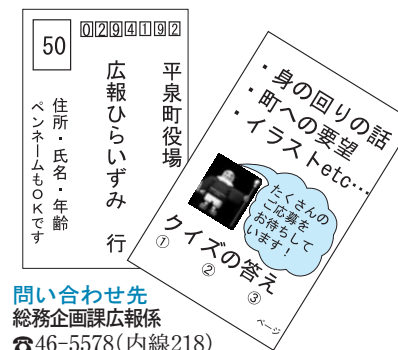 50
0294192
平泉町役場
広報ひらいずみ 行
住所・氏名・年齢
ペンネームもOKです
・身の回りの話
・町への要望
・イラストetc…
たくさんの
ご応募を
お待ちして
います！
クイズの答え
① ② ③
ページ
問い合わせ先
総務企画課広報係
☎46-5578(内線218)